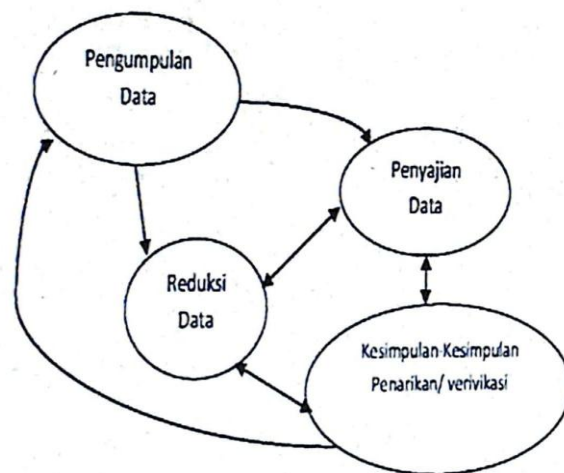 Pengumpulan
Data
Penyajian
Data
Reduksi
Data
Kesimpulan-Kesimpulan
Penarikan/ verivikasi